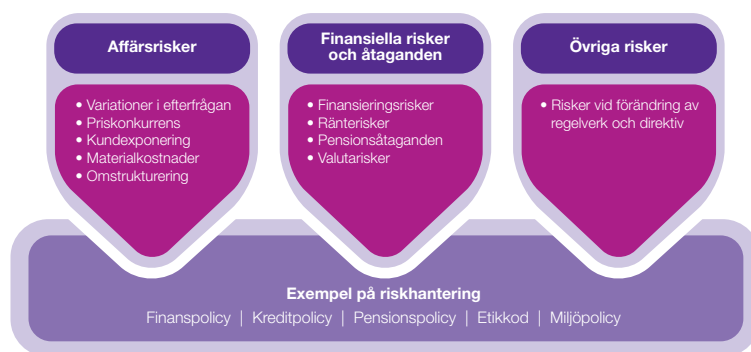 Affärsrisker
• Variationer i efterfrågan
• Priskonkurrens
• Kundexponering
• Materialkostnader
• Omstrukturering
Finansiella risker
och åtaganden
• Finansieringsrisker
• Ränterisker
• Pensionsåtaganden
• Valutarisker
Övriga risker
• Risker vid förändring av
regelverk och direktiv
Exempel på riskhantering
Finanspolicy | Kreditpolicy | Pensionspolicy | Etikkod | Miljöpolicy